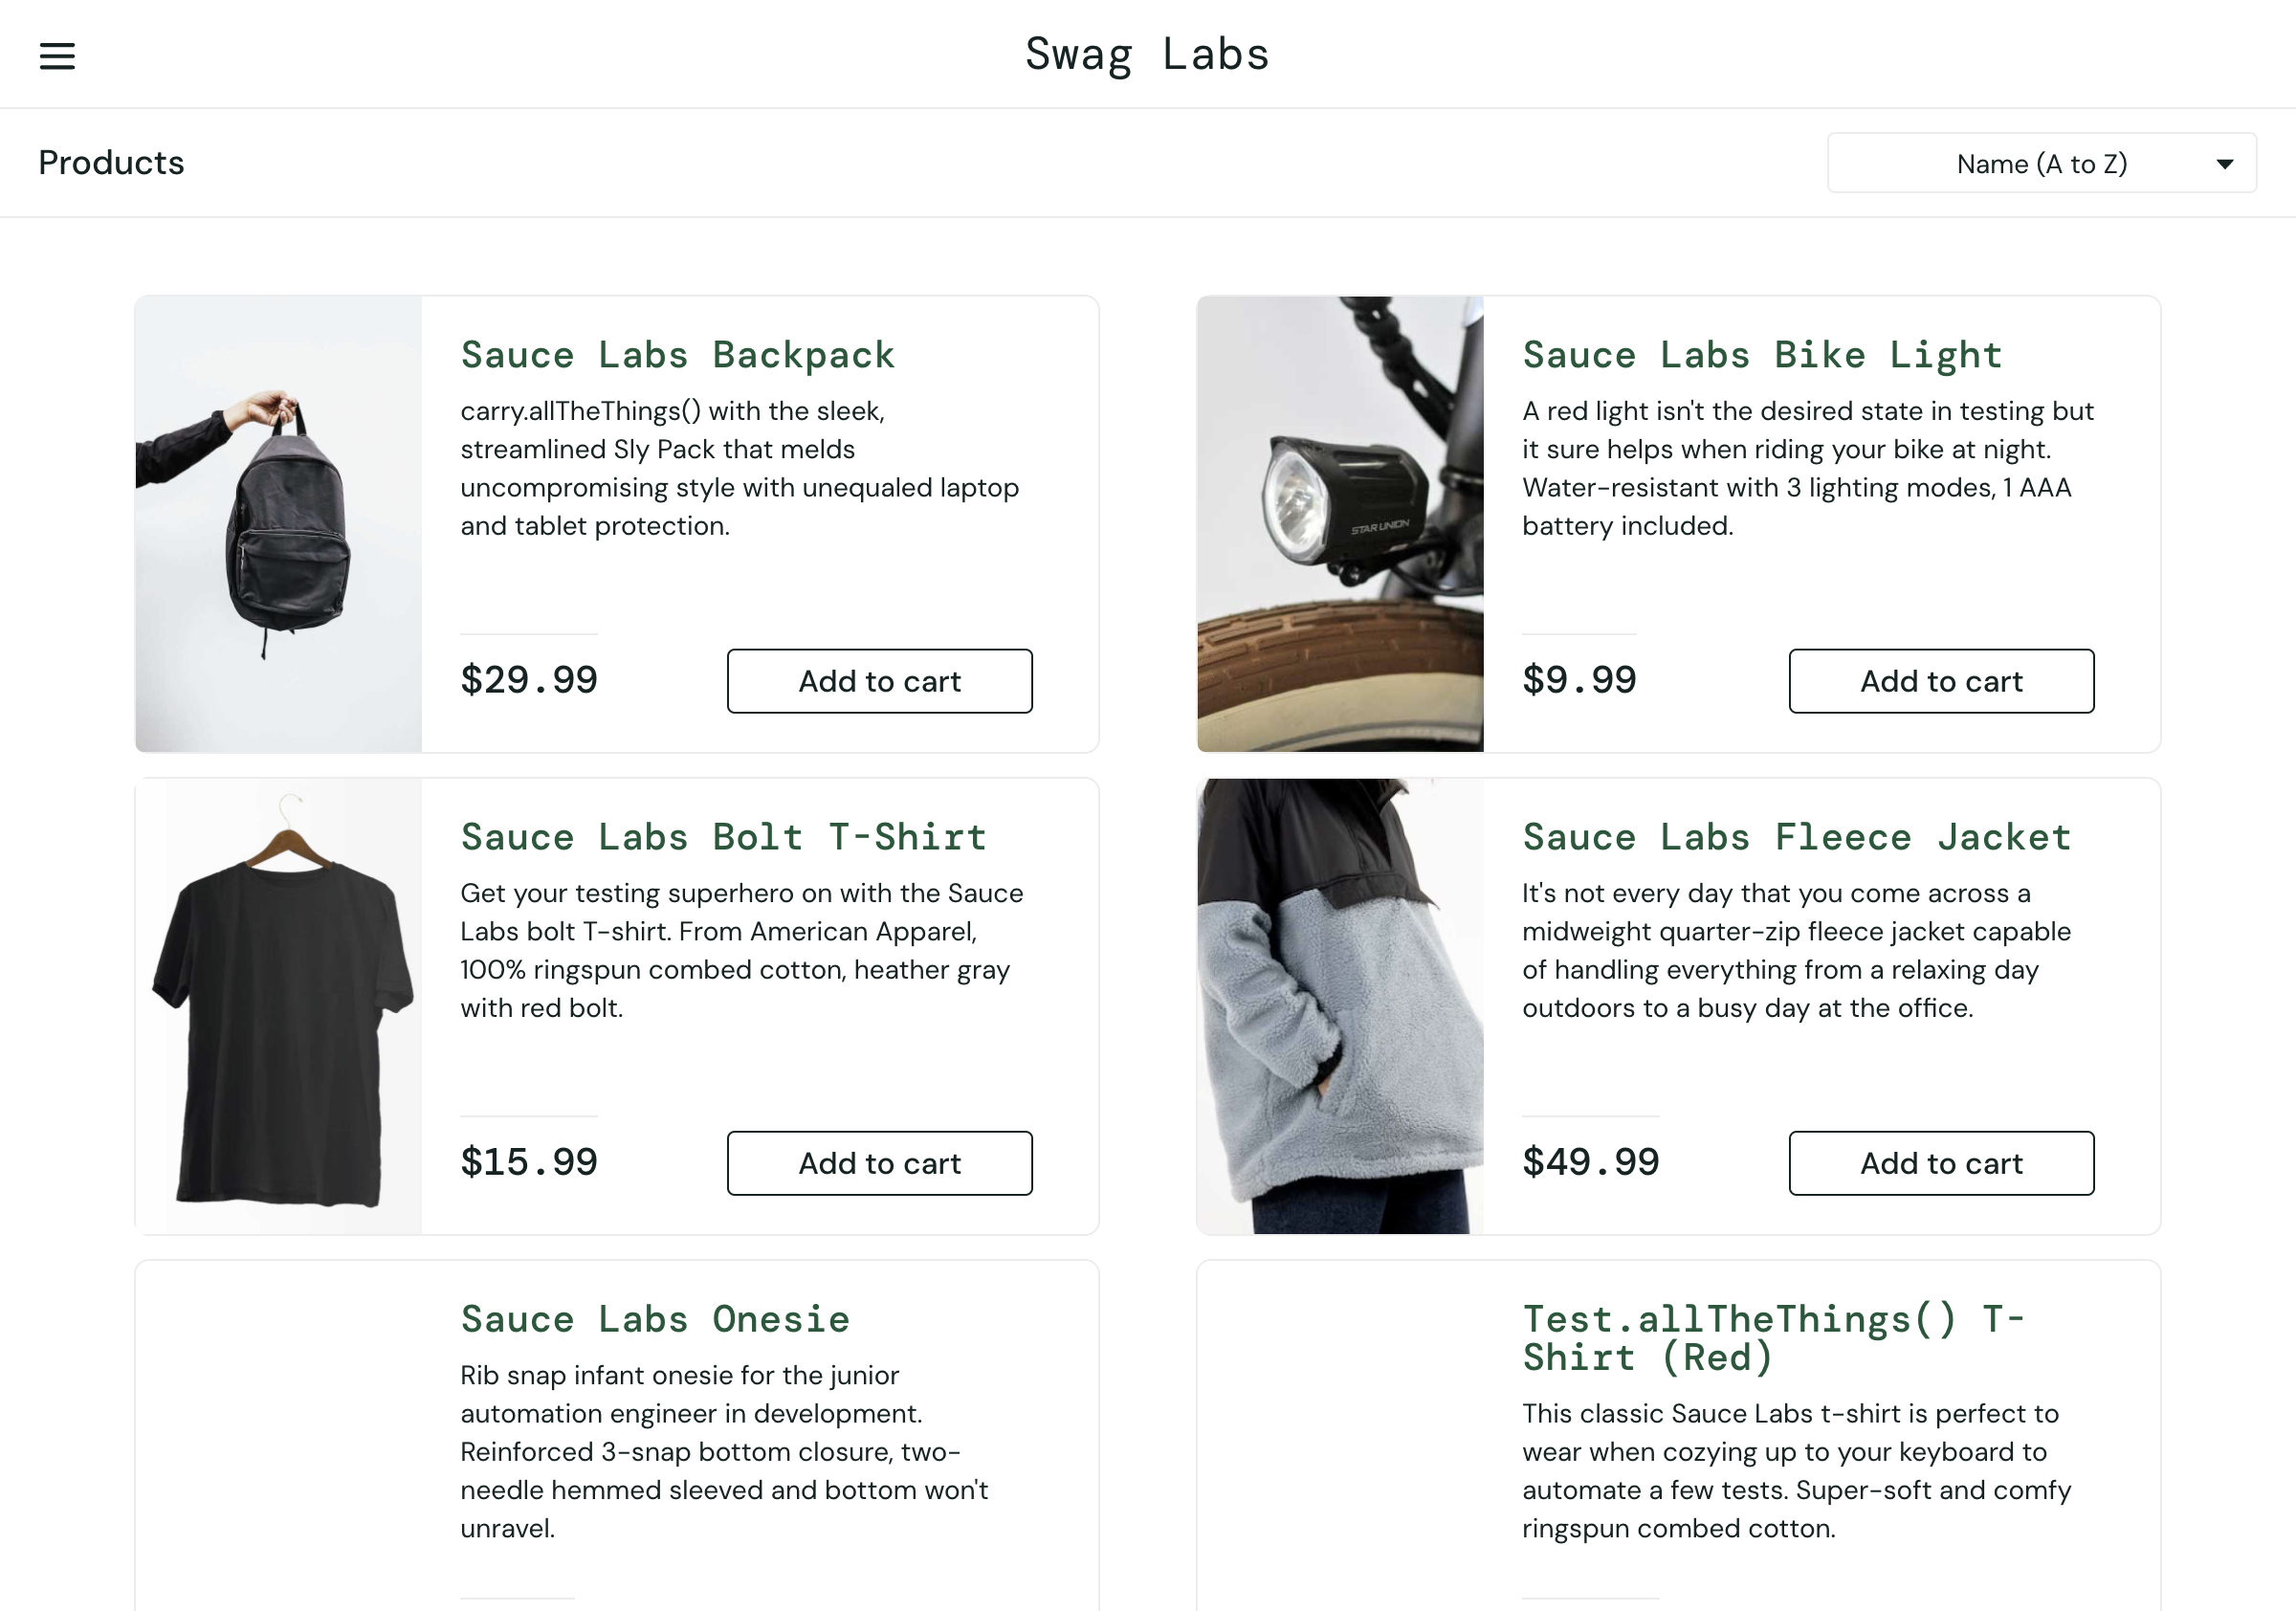 Swag Labs
Products
Name (A to Z)
Sauce Labs Backpack
carry.allTheThings() with the sleek,
streamlined Sly Pack that melds
uncompromising style with unequaled laptop
and tablet protection.
$29.99
Add to cart
Sauce Labs Bike Light
A red light isn't the desired state in testing but
it sure helps when riding your bike at night.
Water-resistant with 3 lighting modes, 1 AAA
battery included.
STAR UNION
$9.99
Add to cart
Sauce Labs Bolt T-Shirt
Get your testing superhero on with the Sauce
Labs bolt T-shirt. From American Apparel,
100% ringspun combed cotton, heather gray
with red bolt.
$15.99
Add to cart
Sauce Labs Fleece Jacket
It's not every day that you come across a
midweight quarter-zip fleece jacket capable
of handling everything from a relaxing day
outdoors to a busy day at the office.
$49.99
Add to cart
Sauce Labs Onesie
Rib snap infant onesie for the junior
automation engineer in development.
Reinforced 3-snap bottom closure, two-
needle hemmed sleeved and bottom won't
unravel.
Test.allTheThings() T-
Shirt (Red)
This classic Sauce Labs t-shirt is perfect to
wear when cozying up to your keyboard to
automate a few tests. Super-soft and comfy
ringspun combed cotton.